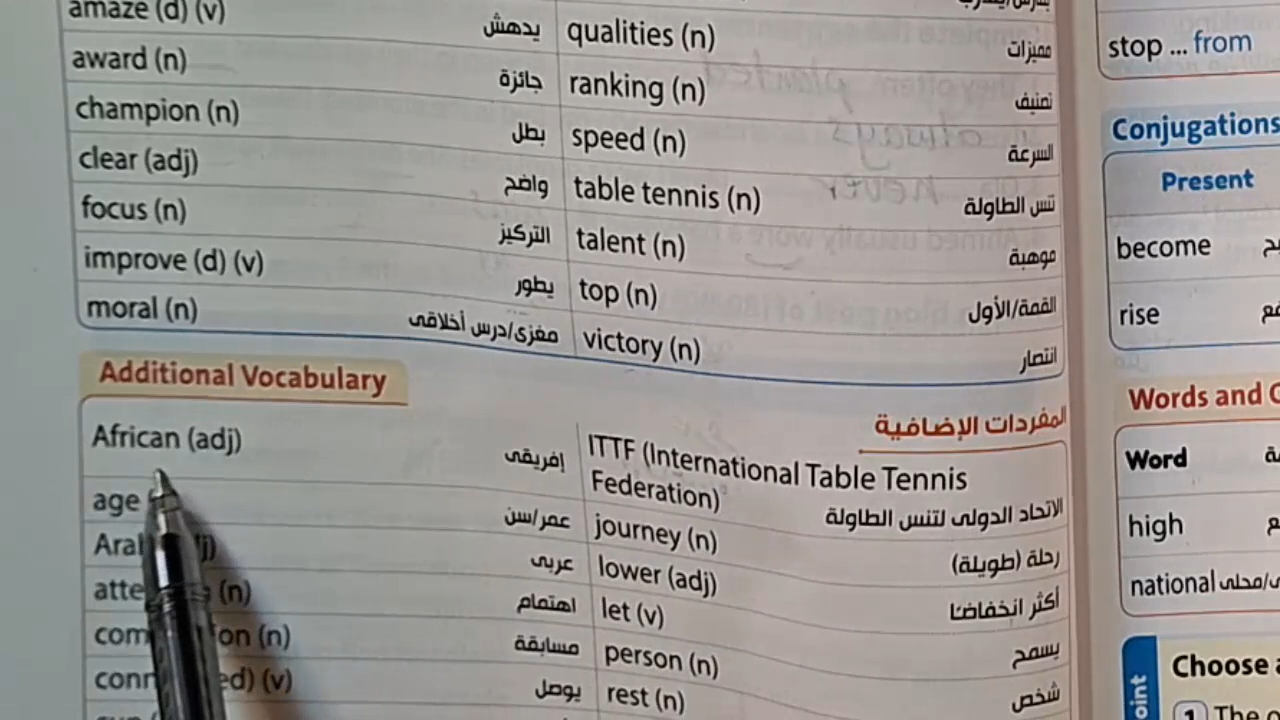 amaze (d) (v) يدهش
qualities (n) مميزات
award (n) جائزة
ranking (n) تصنيف
champion (n) بطل
speed (n) السرعة
clear (adj) واضح
table tennis (n) تنس الطاولة
focus (n) التركيز
talent (n) موهبة
improve (d) (v) يطور
top (n) القمة/الأول
moral (n) مغزى/درس أخلاقى
victory (n) انتصار
Additional Vocabulary
المفردات الإضافية
African (adj) إفريقى
ITTF (International Table Tennis
Federation) الاتحاد الدولى لتنس الطاولة
age عمر/سن
journey (n) رحلة (طويلة)
عربى
lower (adj) أكثر انخفاضا
(n) اهتمام
let (v) يسمح
(n) مسابقة
person (n) شخص
(v) يوصل
rest (n)
stop ... from
Conjugations
Present
become
rise
Words and
Word
high
national
Choose
1 The